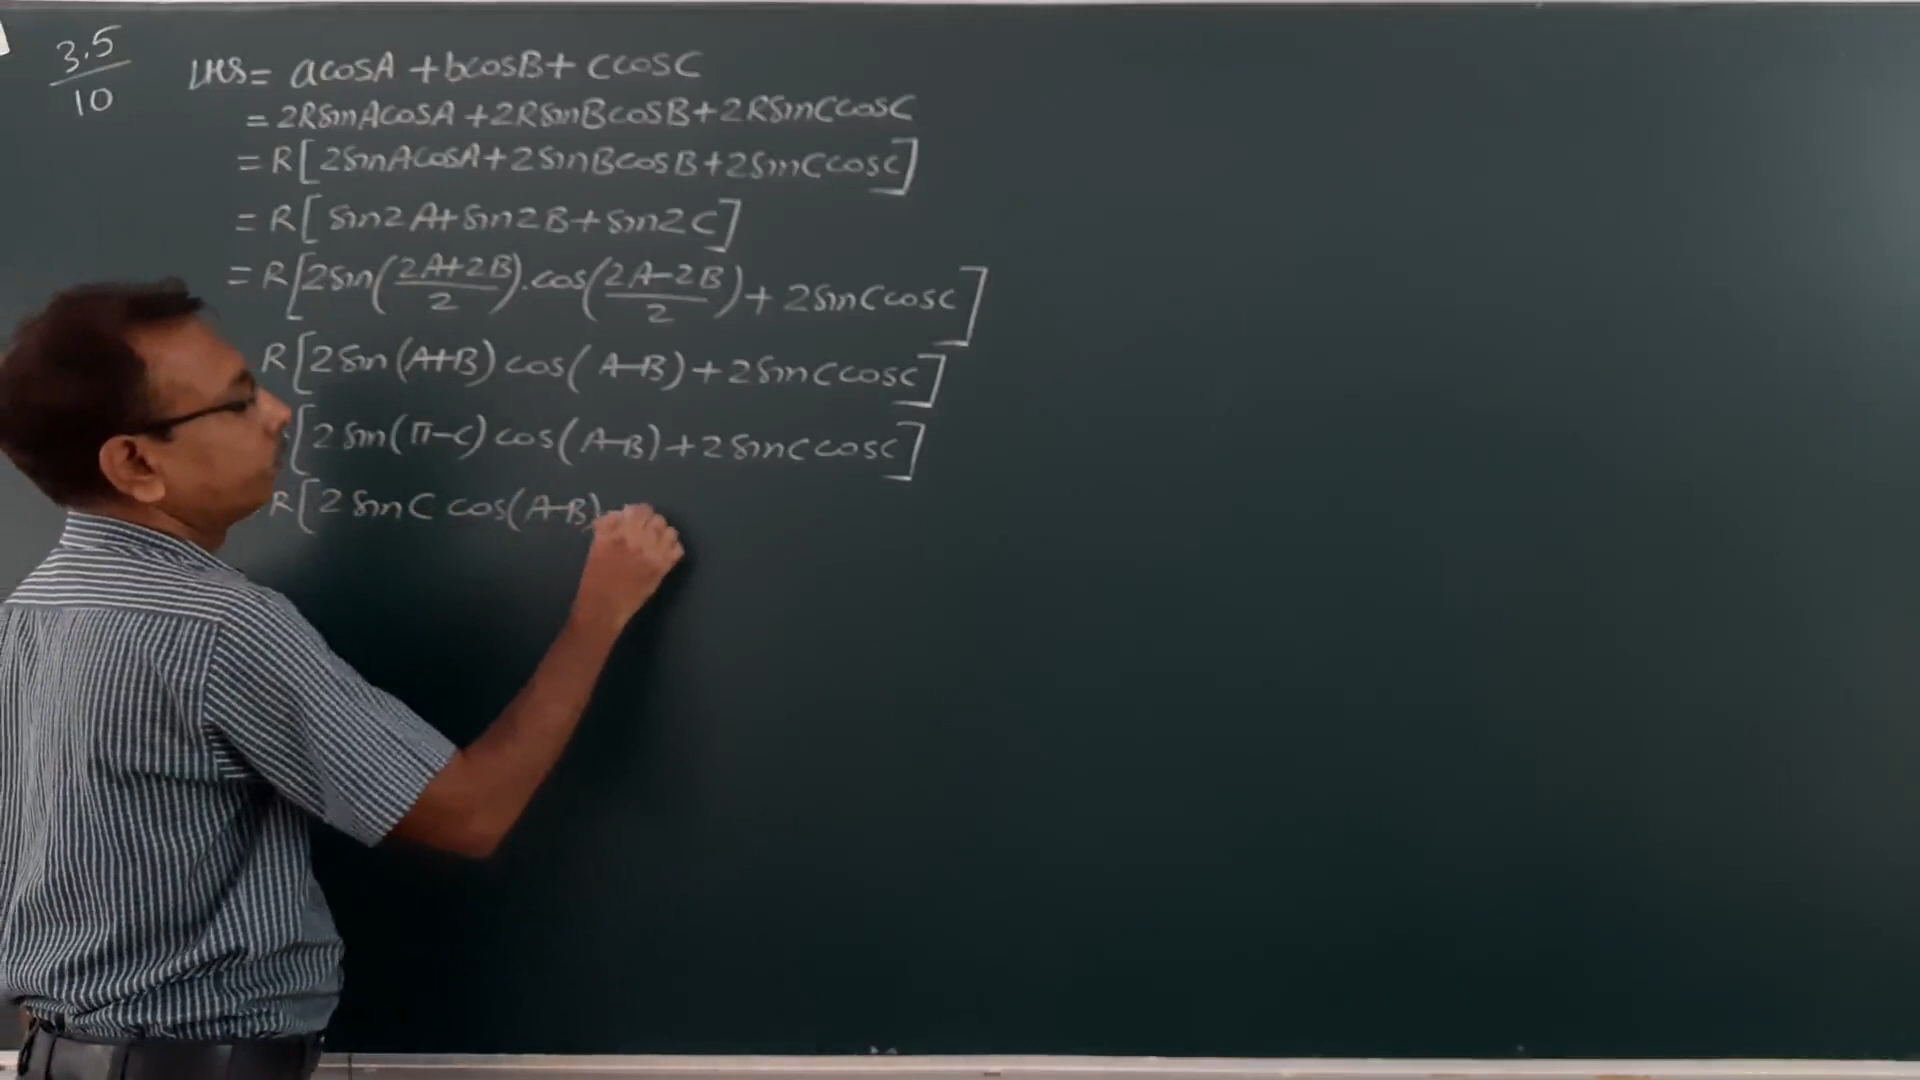 3.5/10
LHS = acosA + bcosB + ccosC
= 2RsinAcosA + 2RsinBcosB + 2RsinCcosC
= R[2sinAcosA + 2sinBcosB + 2sinCcosC]
= R[sin2A + sin2B + sin2C]
= R[2sin((2A+2B)/2).cos((2A-2B)/2) + 2sinCcosC]
R[2sin(A+B)cos(A-B) + 2sinCcosC]
[2sin(π-C)cos(A-B) + 2sinCcosC]
R[2sinC cos(A-B)